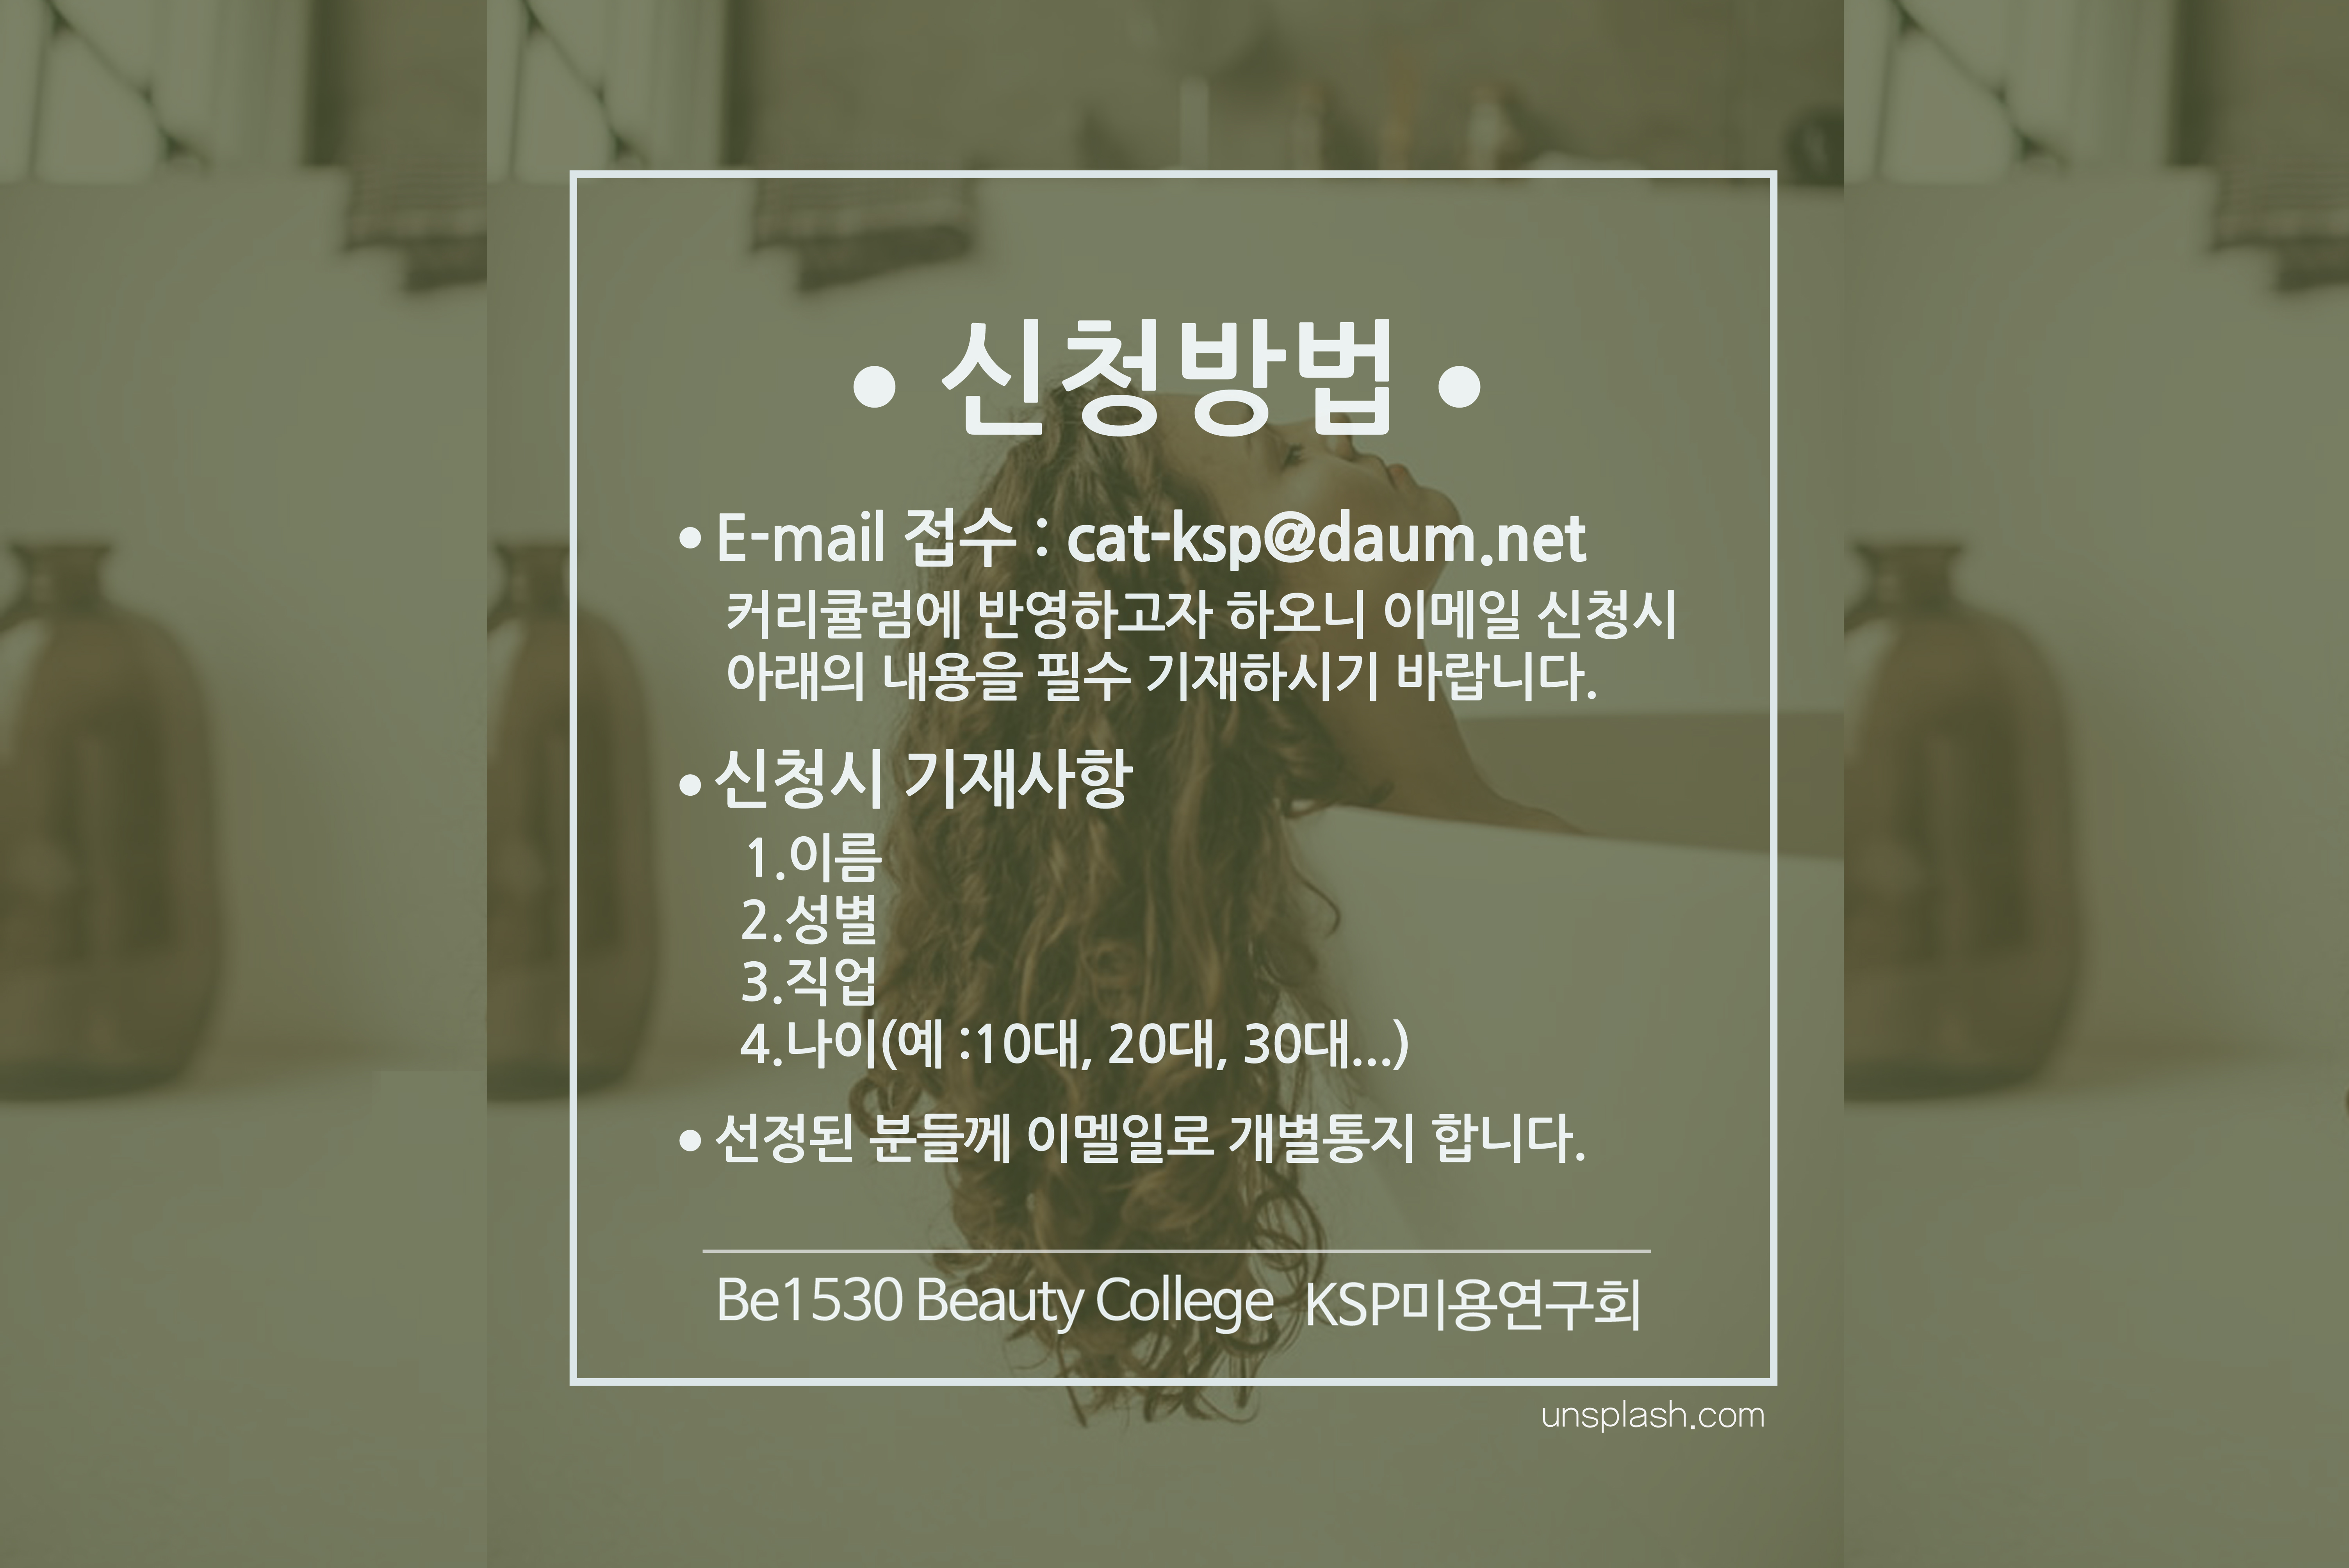 • 신청방법 •
• E-mail 접수 : cat-ksp@daum.net
커리큘럼에 반영하고자 하오니 이메일 신청시
아래의 내용을 필수 기재하시기 바랍니다.
• 신청시 기재사항
1.이름
2.성별
3.직업
4.나이(예 :10대, 20대, 30대...)
• 선정된 분들께 이멜일로 개별통지 합니다.
Be1530 Beauty College KSP미용연구회
unsplash.com